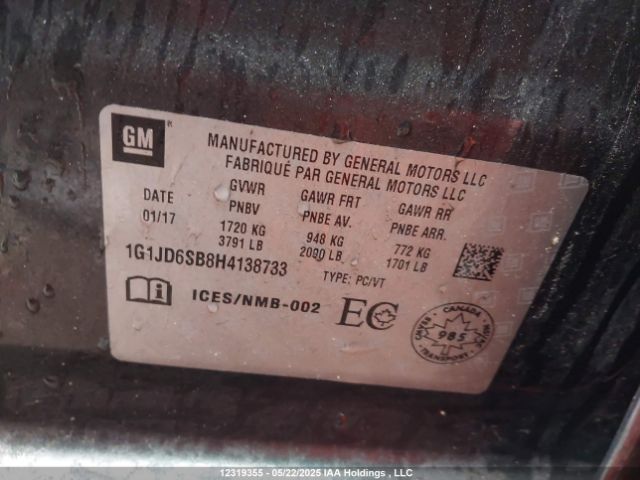 GM
MANUFACTURED BY GENERAL MOTORS LLC
FABRIQUÉ PAR GENERAL MOTORS LLC
DATE GVWR GAWR FRT GAWR RR
01/17 PNBV PNBE AV. PNBE ARR.
1720 KG 948 KG 772 KG
3791 LB 2090 LB 1701 LB
1G1JD6SB8H4138733 TYPE: PC/VT
ICES/NMB-002 EC
CANADA
985
TRANSPORT
12319355 - 05/22/2025 IAA Holdings , LLC